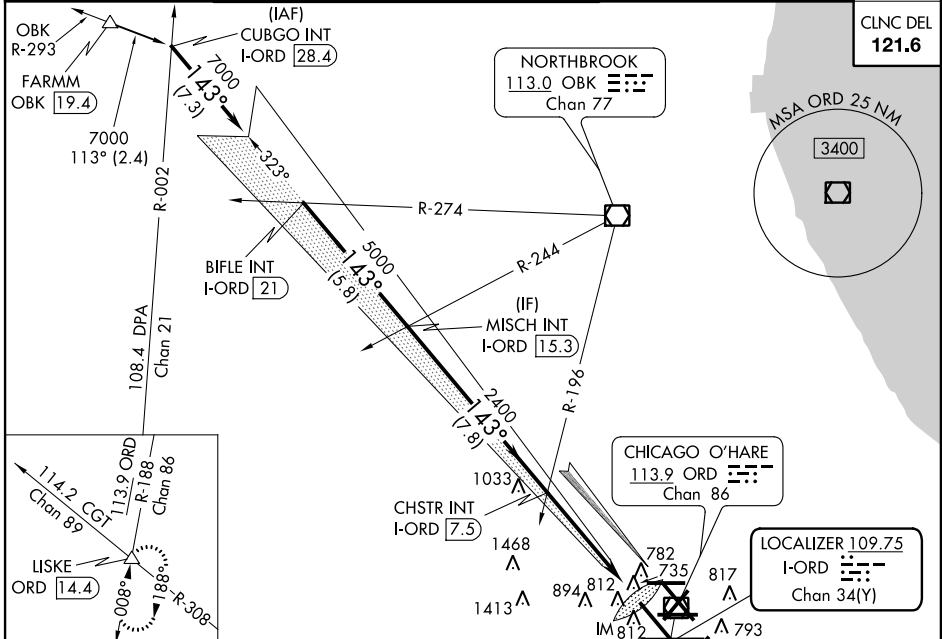 (IAF)
CUBGO INT
I-ORD 28.4
OBK
R-293
FARMM
OBK 19.4
7000
113° (2.4)
7000
143°
(7.3)
R-002
108.4 DPA
Chan 21
323°
BIFLE INT
I-ORD 21
5000
143°
(5.8)
R-274
R-244
R-196
NORTHBROOK
113.0 OBK
Chan 77
CLNC DEL
121.6
MSA ORD 25 NM
3400
(IF)
MISCH INT
I-ORD 15.3
2400
143°
(7.8)
1033
CHSTR INT
I-ORD 7.5
1468
1413
894
812
782
735
IM
812
817
793
CHICAGO O'HARE
113.9 ORD
Chan 86
LOCALIZER 109.75
I-ORD
Chan 34(Y)
114.2 CGT
Chan 89
113.9 ORD
R-188
Chan 86
LISKE
ORD 14.4
008°
188°
R-308